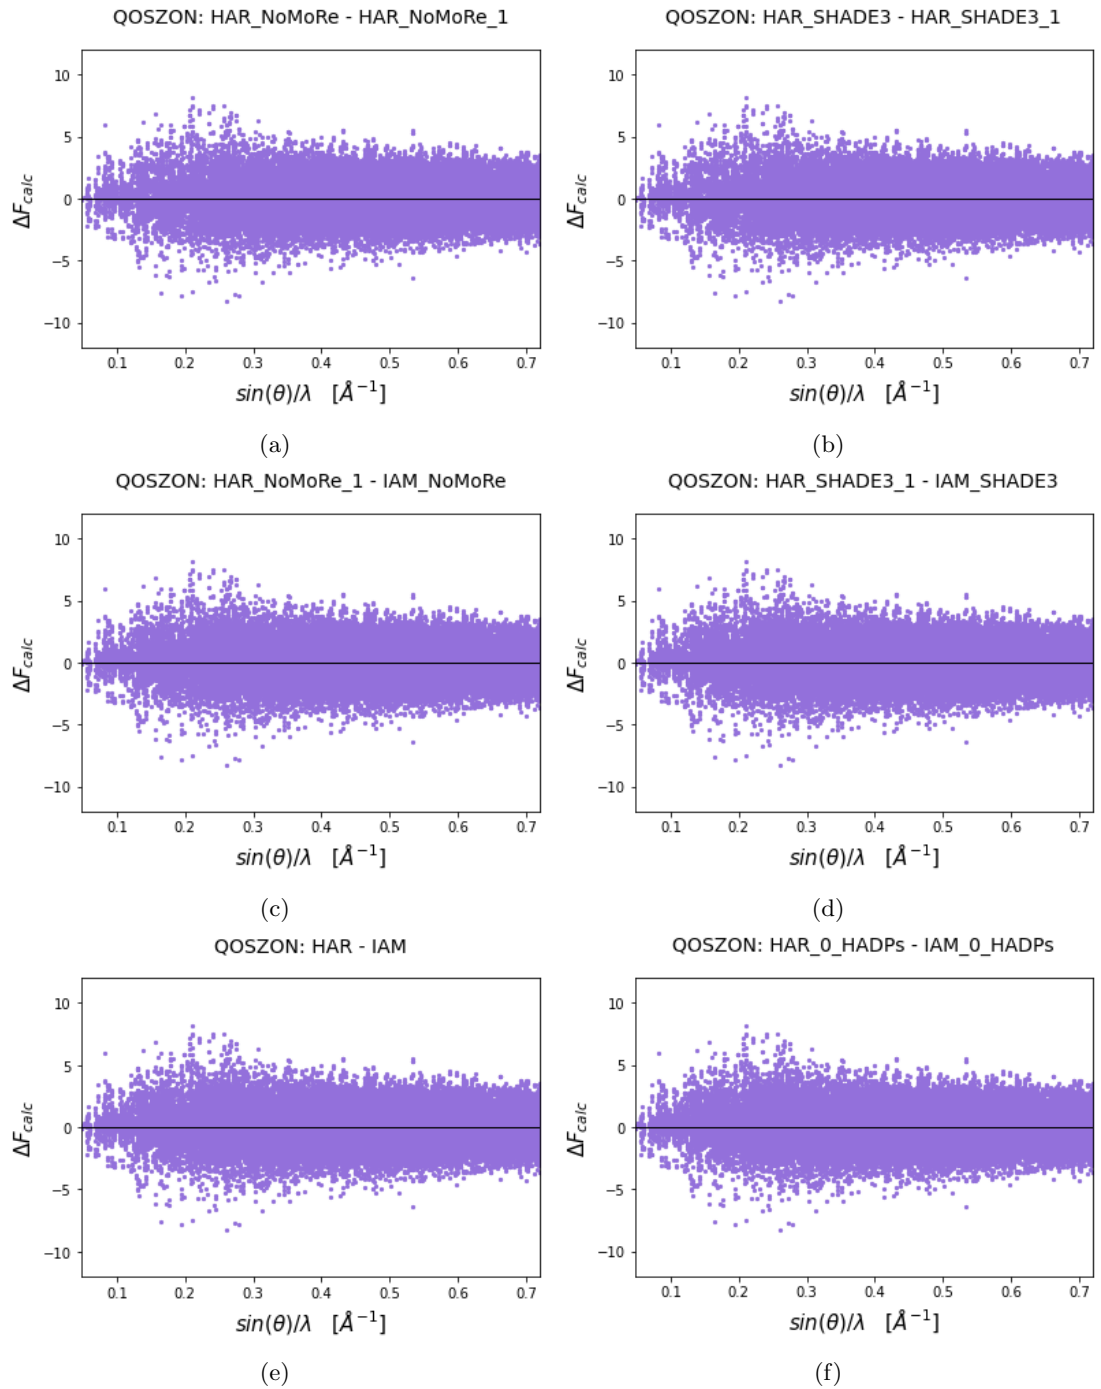 QOSZON: HAR_NoMoRe - HAR_NoMoRe_1
10
5
0
−5
−10
ΔF_calc
0.1 0.2 0.3 0.4 0.5 0.6 0.7
sin(θ)/λ [Å⁻¹]
(a)
QOSZON: HAR_SHADE3 - HAR_SHADE3_1
10
5
0
−5
−10
ΔF_calc
0.1 0.2 0.3 0.4 0.5 0.6 0.7
sin(θ)/λ [Å⁻¹]
(b)
QOSZON: HAR_NoMoRe_1 - IAM_NoMoRe
10
5
0
−5
−10
ΔF_calc
0.1 0.2 0.3 0.4 0.5 0.6 0.7
sin(θ)/λ [Å⁻¹]
(c)
QOSZON: HAR_SHADE3_1 - IAM_SHADE3
10
5
0
−5
−10
ΔF_calc
0.1 0.2 0.3 0.4 0.5 0.6 0.7
sin(θ)/λ [Å⁻¹]
(d)
QOSZON: HAR - IAM
10
5
0
−5
−10
ΔF_calc
0.1 0.2 0.3 0.4 0.5 0.6 0.7
sin(θ)/λ [Å⁻¹]
(e)
QOSZON: HAR_0_HADPs - IAM_0_HADPs
10
5
0
−5
−10
ΔF_calc
0.1 0.2 0.3 0.4 0.5 0.6 0.7
sin(θ)/λ [Å⁻¹]
(f)